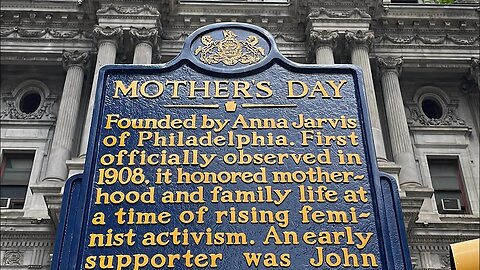 MOTHER'S DAY
Founded by Anna Jarvis
of Philadelphia. First
officially observed in
1908, it honored mother-
hood and family life at
a time of rising femi-
nist activism. An early
supporter was John